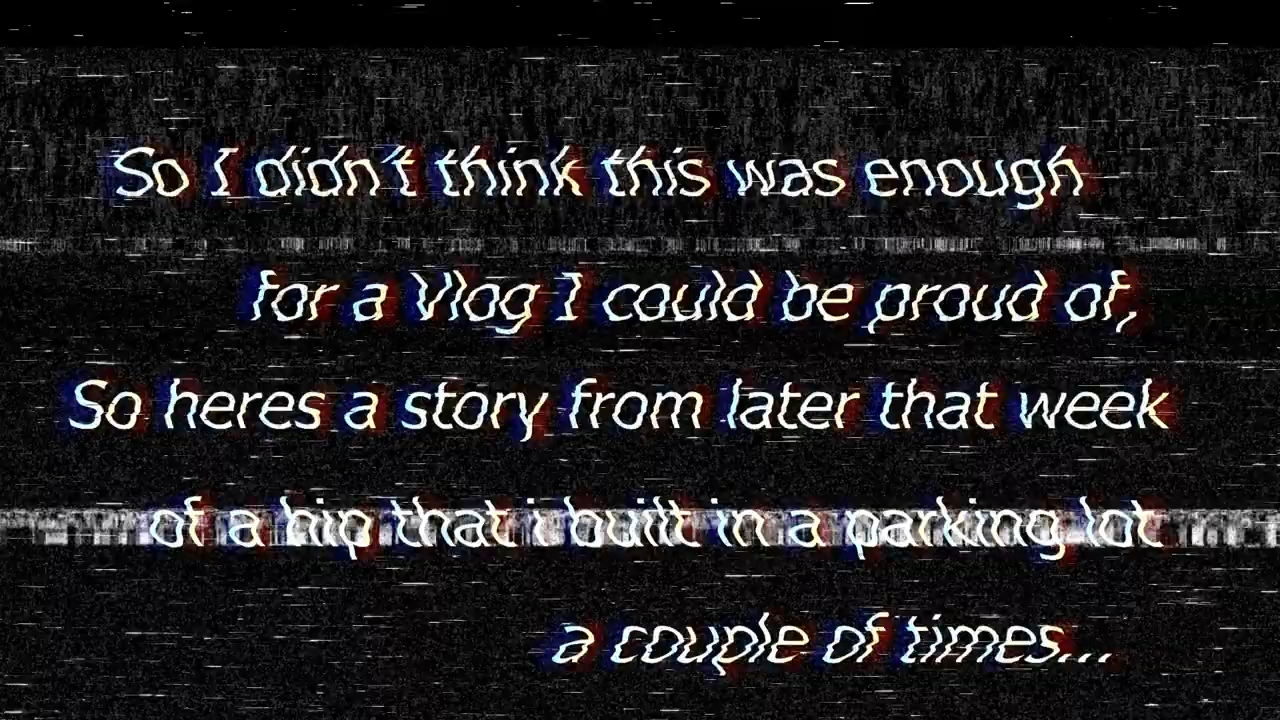 So I didn't think this was enough
for a Vlog I could be proud of,
So heres a story from later that week
of a hip that i built in a parking lot
a couple of times...